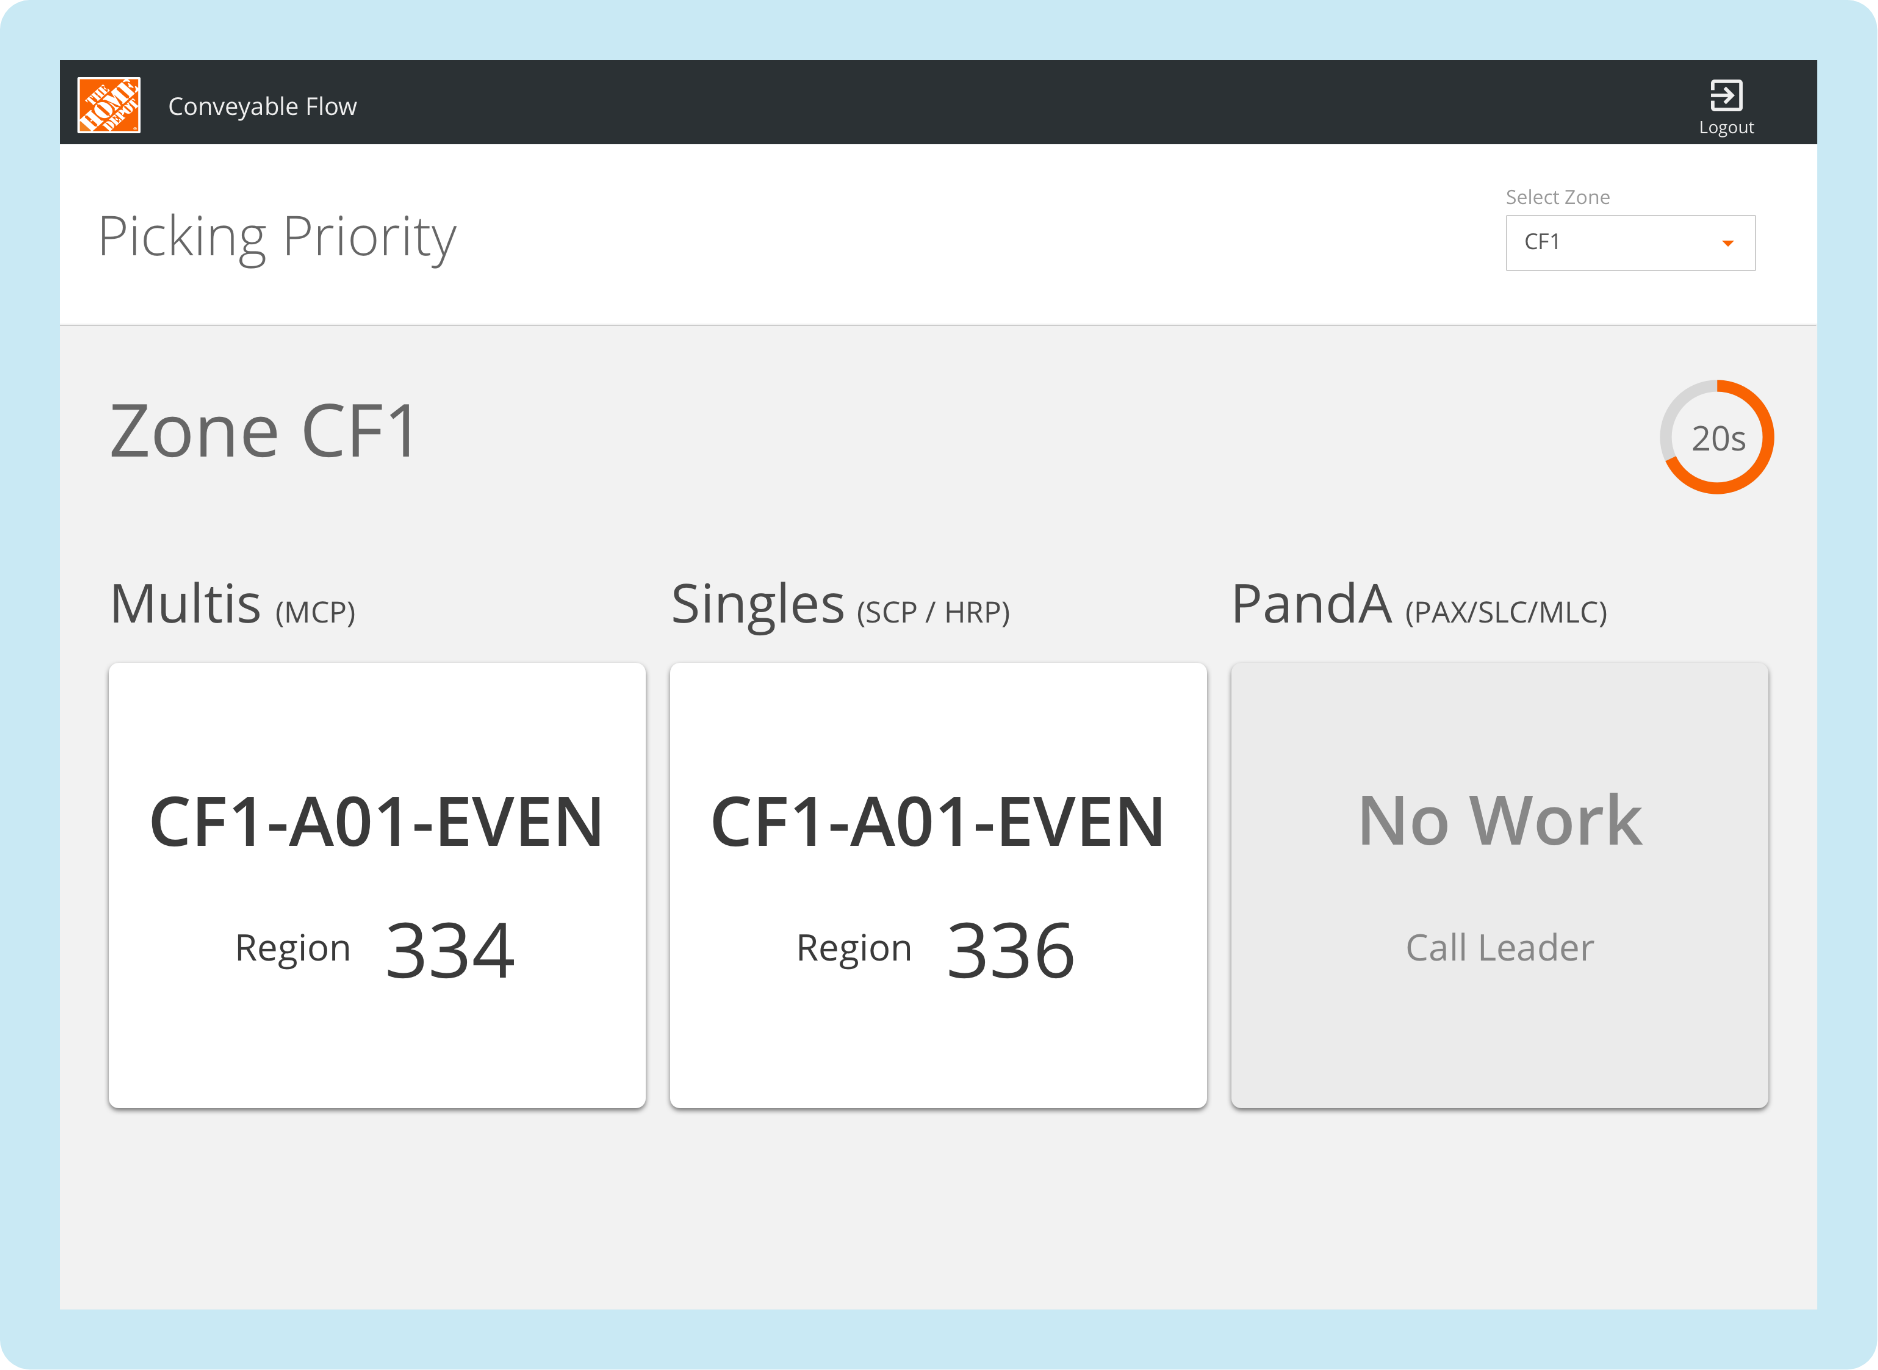 THE
HOME
DEPOT
Conveyable Flow
Logout
Picking Priority
Select Zone
CF1
Zone CF1
20s
Multis (MCP)
Singles (SCP / HRP)
PandA (PAX/SLC/MLC)
CF1-A01-EVEN
Region 334
CF1-A01-EVEN
Region 336
No Work
Call Leader